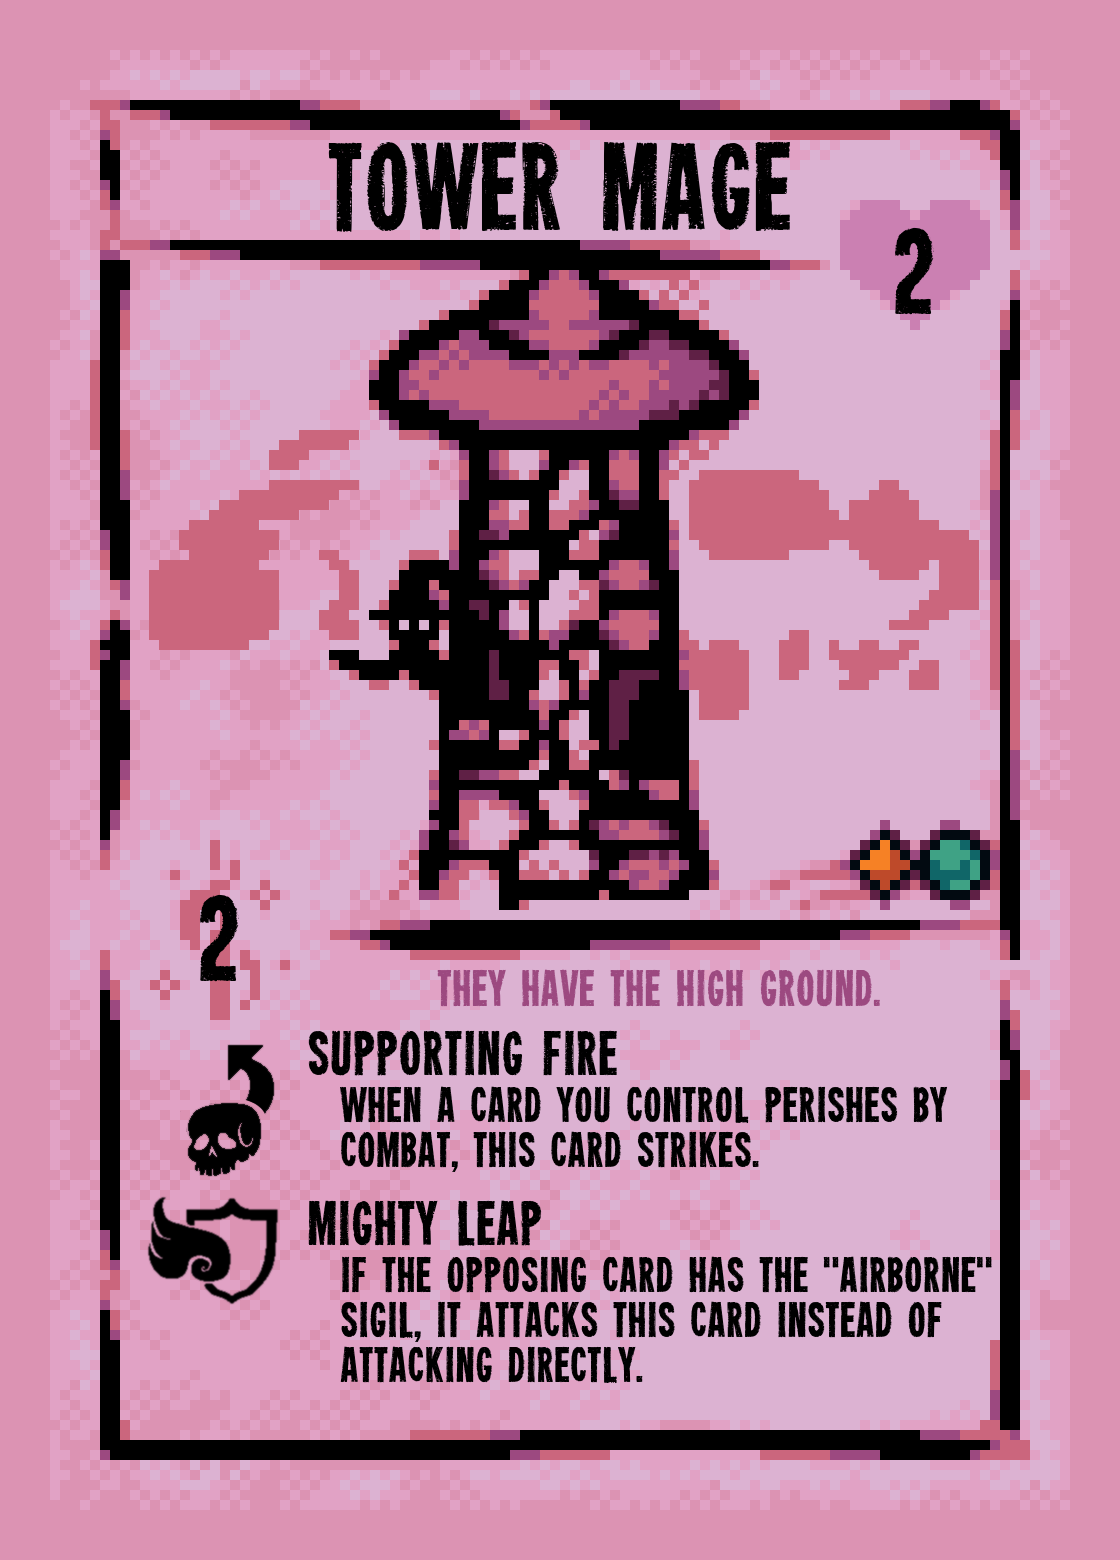 TOWER MAGE
2
2
THEY HAVE THE HIGH GROUND.
SUPPORTING FIRE
WHEN A CARD YOU CONTROL PERISHES BY
COMBAT, THIS CARD STRIKES.
MIGHTY LEAP
IF THE OPPOSING CARD HAS THE "AIRBORNE"
SIGIL, IT ATTACKS THIS CARD INSTEAD OF
ATTACKING DIRECTLY.